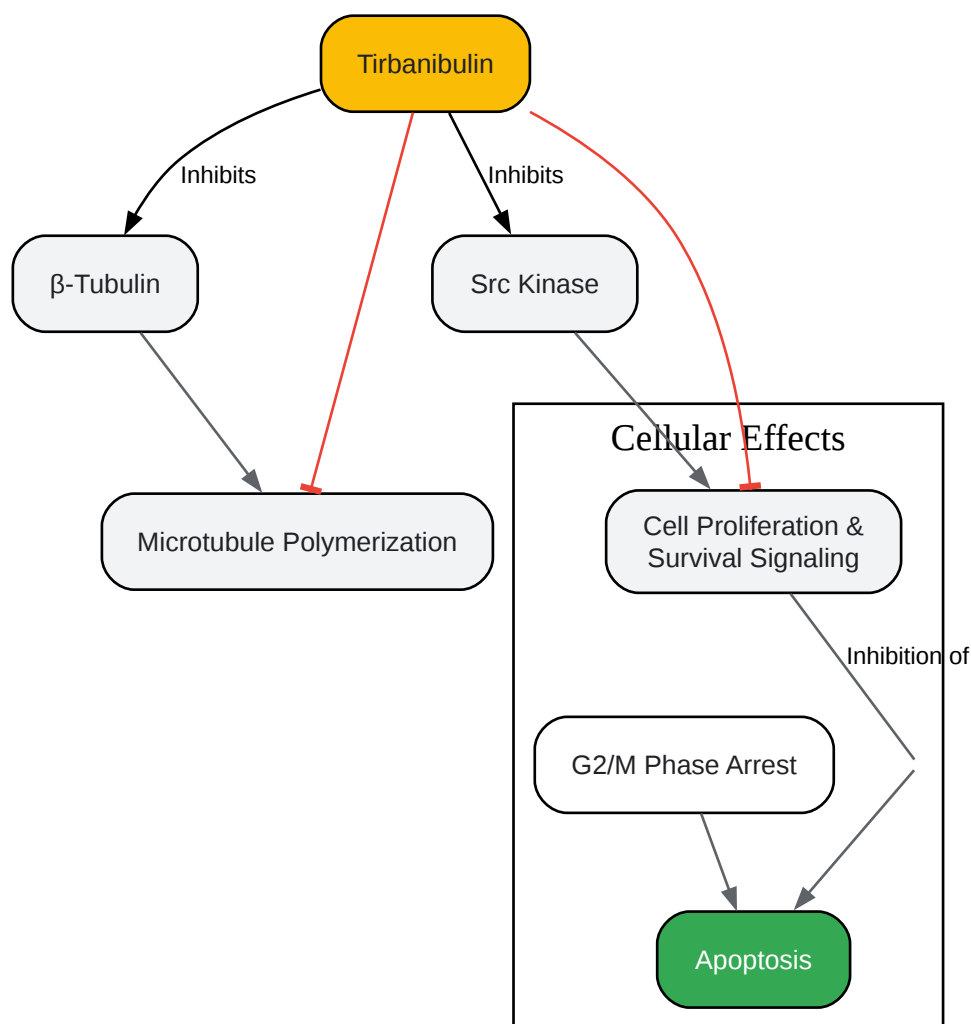 Tirbanibulin
Inhibits
Inhibits
β-Tubulin
Src Kinase
Cellular Effects
Microtubule Polymerization
Cell Proliferation &
Survival Signaling
Inhibition of
G2/M Phase Arrest
Apoptosis